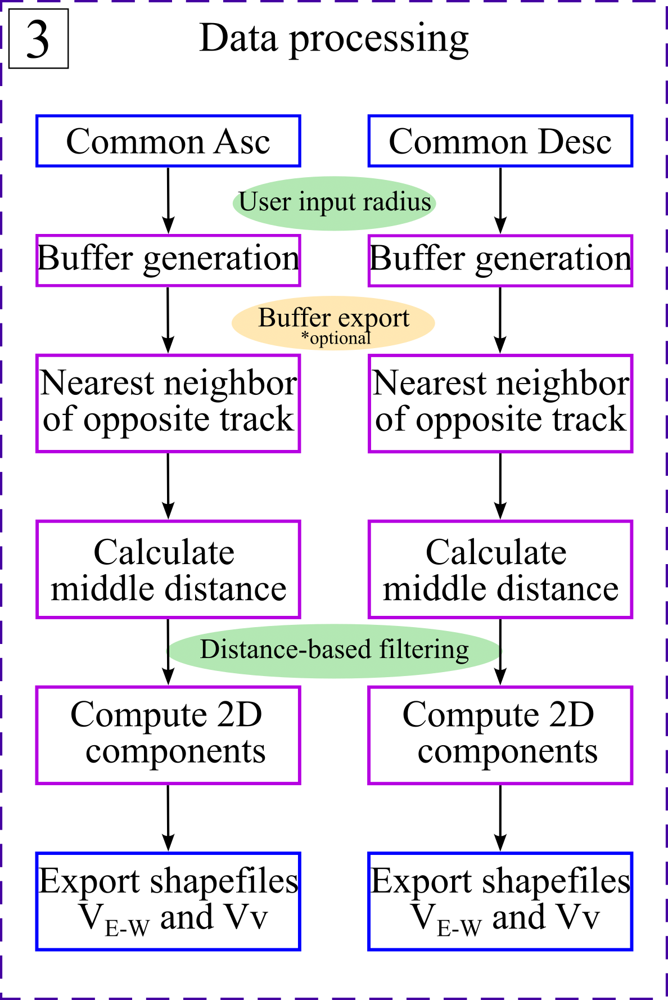 3
Data processing
Common Asc
Common Desc
User input radius
Buffer generation
Buffer generation
Buffer export
*optional
Nearest neighbor
of opposite track
Nearest neighbor
of opposite track
Calculate
middle distance
Calculate
middle distance
Distance-based filtering
Compute 2D
components
Compute 2D
components
Export shapefiles
VE-W and Vv
Export shapefiles
VE-W and Vv